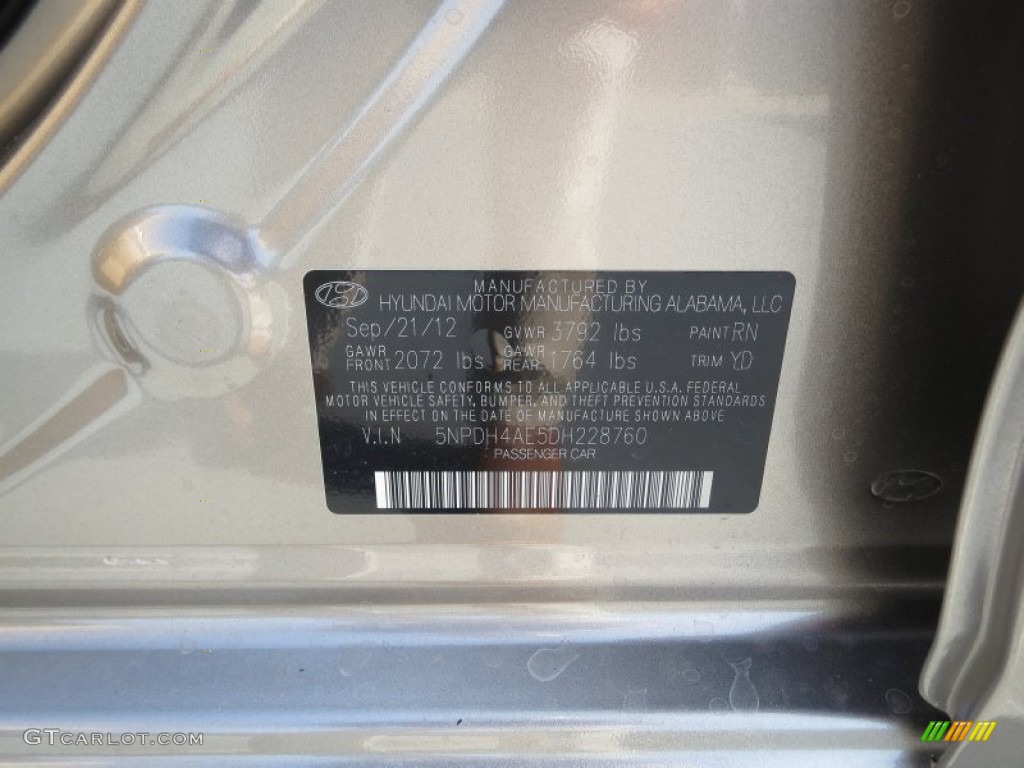 MANUFACTURED BY
HYUNDAI MOTOR MANUFACTURING ALABAMA, LLC
Sep/21/12 GVWR 3792 lbs PAINT RN
GAWR FRONT 2072 lbs GAWR REAR 1764 lbs TRIM YD
THIS VEHICLE CONFORMS TO ALL APPLICABLE U.S.A. FEDERAL
MOTOR VEHICLE SAFETY, BUMPER, AND THEFT PREVENTION STANDARDS
IN EFFECT ON THE DATE OF MANUFACTURE SHOWN ABOVE
V.I.N 5NPDH4AE5DH228760
PASSENGER CAR
GTCARLOT.COM